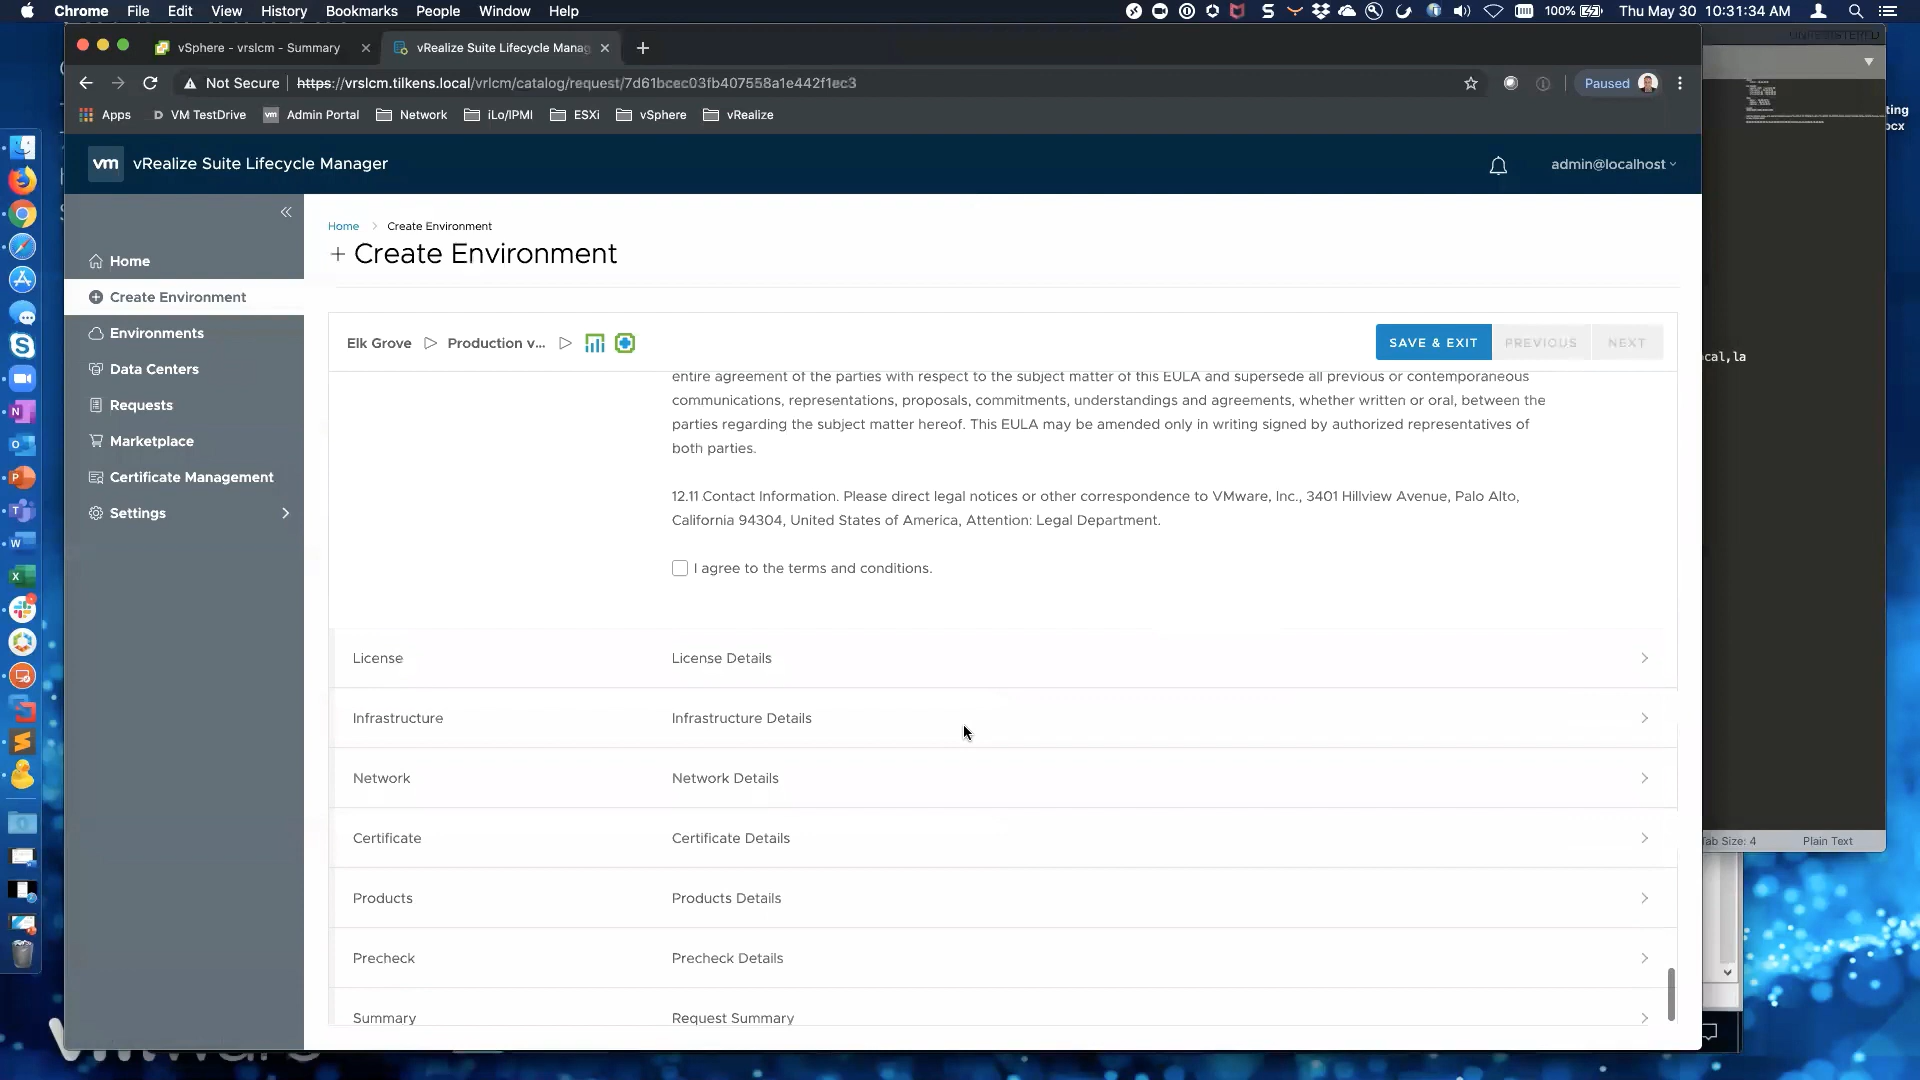 Chrome File Edit View History Bookmarks People Window Help
100% Thu May 30 10:31:34 AM
vSphere - vrslcm - Summary
vRealize Suite Lifecycle Manag
UNREGISTERED
Not Secure https://vrslcm.tilkens.local/vrlcm/catalog/request/7d61bcec03fb407558a1e442f1ec3
Paused
Apps VM TestDrive vm Admin Portal Network iLo/IPMI ESXi vSphere vRealize
ting
ocx
vm vRealize Suite Lifecycle Manager
admin@localhost
Home
Create Environment
Environments
Data Centers
Requests
Marketplace
Certificate Management
Settings
Home > Create Environment
+ Create Environment
Elk Grove Production v...
SAVE & EXIT PREVIOUS NEXT
ocal,la
entire agreement of the parties with respect to the subject matter of this EULA and supersede all previous or contemporaneous
communications, representations, proposals, commitments, understandings and agreements, whether written or oral, between the
parties regarding the subject matter hereof. This EULA may be amended only in writing signed by authorized representatives of
both parties.
12.11 Contact Information. Please direct legal notices or other correspondence to VMware, Inc., 3401 Hillview Avenue, Palo Alto,
California 94304, United States of America, Attention: Legal Department.
I agree to the terms and conditions.
License License Details
Infrastructure Infrastructure Details
Network Network Details
Certificate Certificate Details
Products Products Details
Precheck Precheck Details
Summary Request Summary
Tab Size: 4 Plain Text